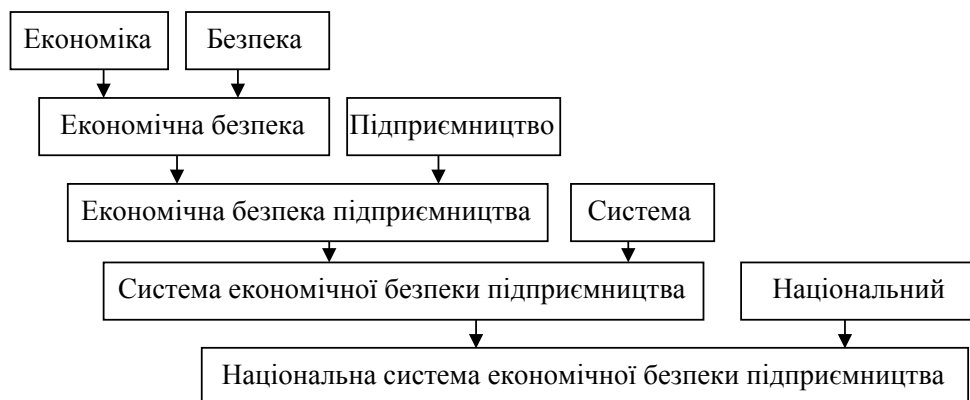 Економіка
Безпека
Економічна безпека
Підприємництво
Економічна безпека підприємництва
Система
Система економічної безпеки підприємництва
Національний
Національна система економічної безпеки підприємництва